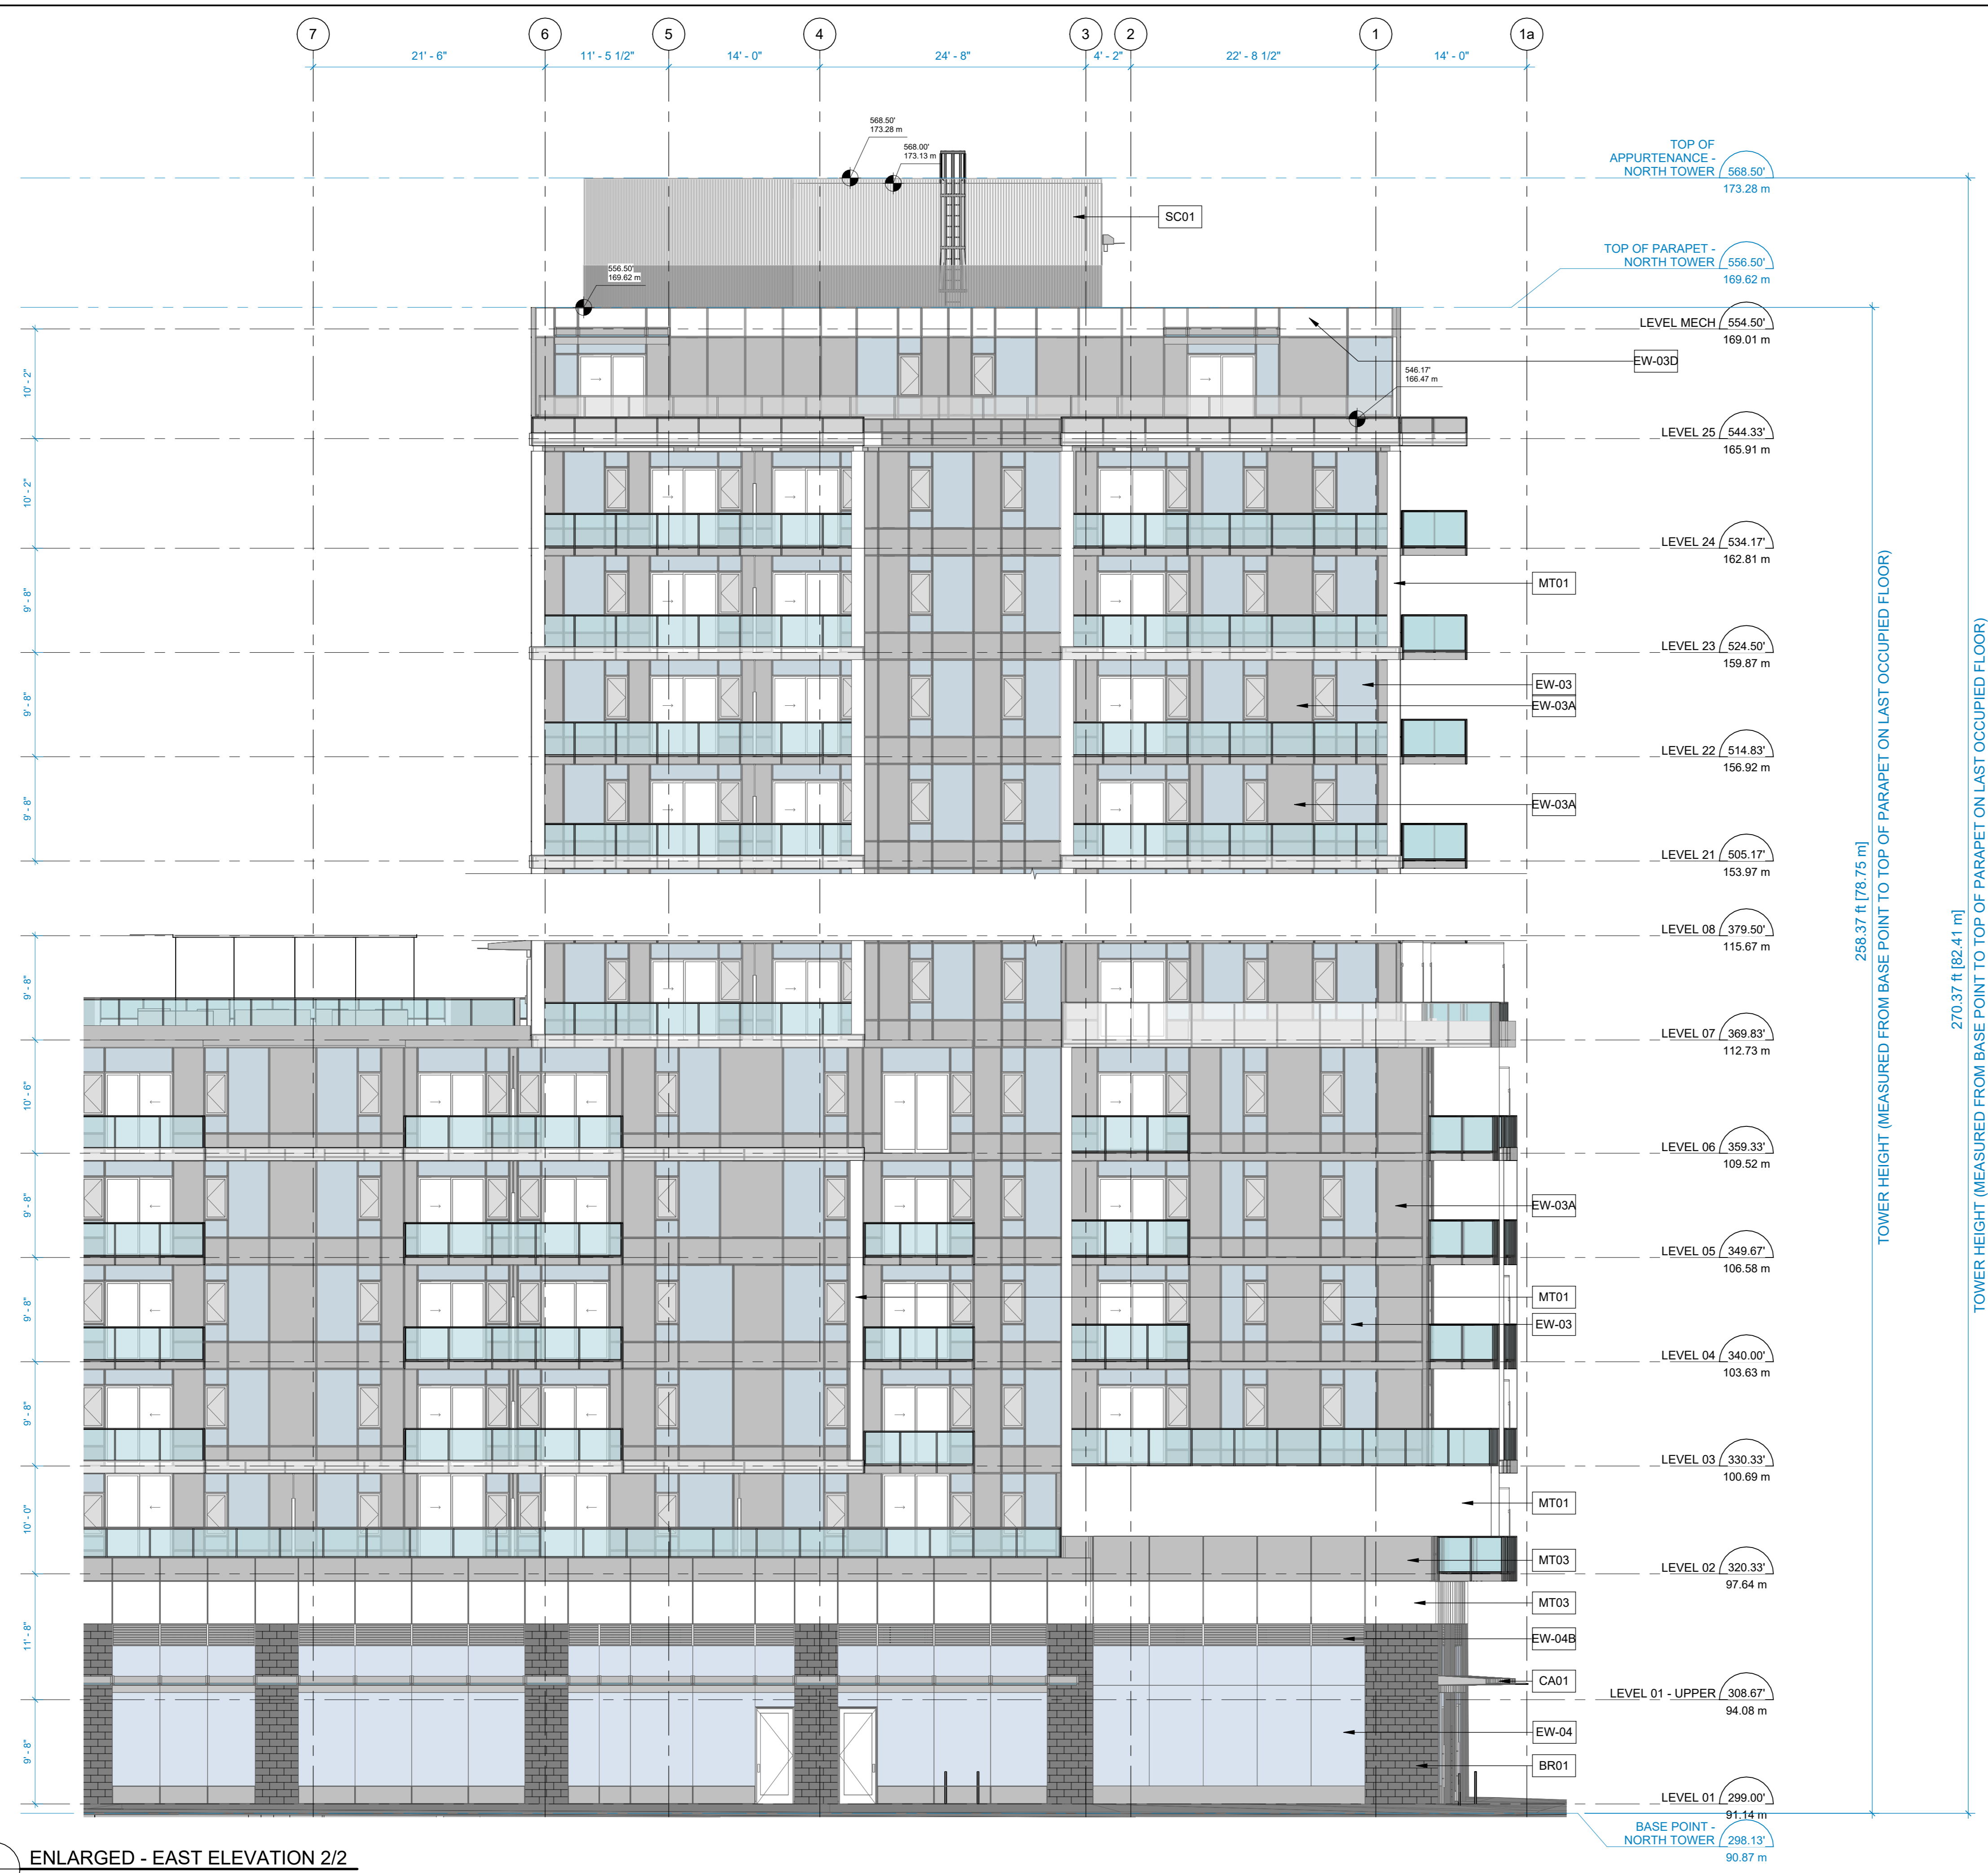 7
6
5
4
3
2
1
1a
21' - 6"
11' - 5 1/2"
14' - 0"
24' - 8"
4' - 2"
22' - 8 1/2"
14' - 0"
568.50'
173.28 m
568.00'
173.13 m
TOP OF
APPURTENANCE -
NORTH TOWER 568.50'
173.28 m
SC01
TOP OF PARAPET -
NORTH TOWER 556.50'
169.62 m
556.50'
169.62 m
LEVEL MECH 554.50'
169.01 m
EW-03D
546.17'
166.47 m
10' - 2"
LEVEL 25 544.33'
165.91 m
10' - 2"
LEVEL 24 534.17'
162.81 m
MT01
9' - 8"
LEVEL 23 524.50'
159.87 m
EW-03
EW-03A
9' - 8"
LEVEL 22 514.83'
156.92 m
EW-03A
9' - 8"
LEVEL 21 505.17'
153.97 m
LEVEL 08 379.50'
115.67 m
9' - 8"
LEVEL 07 369.83'
112.73 m
10' - 6"
LEVEL 06 359.33'
109.52 m
EW-03A
9' - 8"
LEVEL 05 349.67'
106.58 m
MT01
EW-03
9' - 8"
LEVEL 04 340.00'
103.63 m
9' - 8"
LEVEL 03 330.33'
100.69 m
MT01
10' - 0"
MT03
LEVEL 02 320.33'
97.64 m
MT03
EW-04B
11' - 8"
CA01
LEVEL 01 - UPPER 308.67'
94.08 m
EW-04
9' - 8"
BR01
LEVEL 01 299.00'
91.14 m
BASE POINT -
NORTH TOWER 298.13'
90.87 m
258.37 ft [78.75 m]
TOWER HEIGHT (MEASURED FROM BASE POINT TO TOP OF PARAPET ON LAST OCCUPIED FLOOR)
270.37 ft [82.41 m]
TOWER HEIGHT (MEASURED FROM BASE POINT TO TOP OF PARAPET ON LAST OCCUPIED FLOOR)
ENLARGED - EAST ELEVATION 2/2